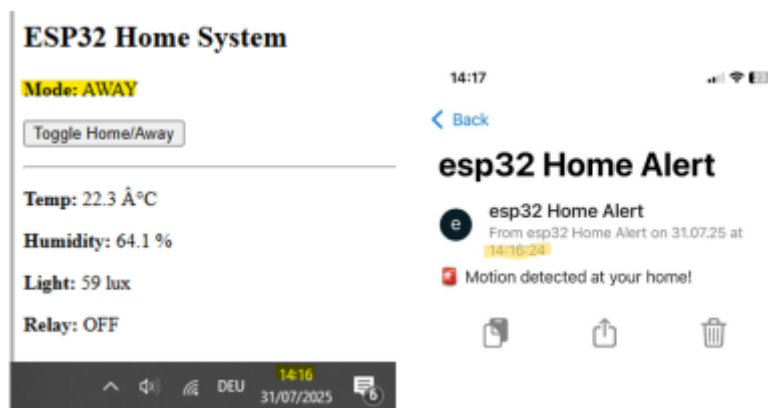 ESP32 Home System
Mode: AWAY
Toggle Home/Away
Temp: 22.3 Â°C
Humidity: 64.1 %
Light: 59 lux
Relay: OFF
DEU
14:16
31/07/2025
6
14:17
Back
esp32 Home Alert
e
esp32 Home Alert
From esp32 Home Alert on 31.07.25 at
14:16:24
Motion detected at your home!